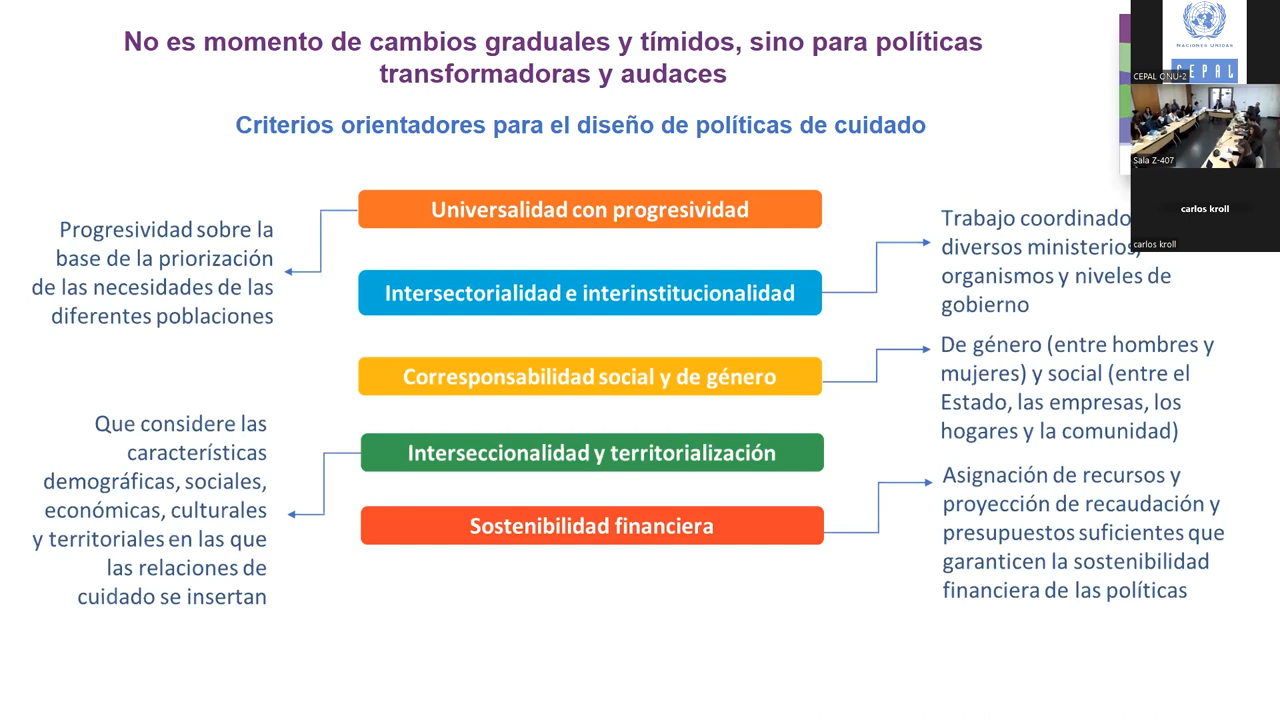 No es momento de cambios graduales y tímidos, sino para políticas
transformadoras y audaces
Criterios orientadores para el diseño de políticas de cuidado
Universalidad con progresividad
Progresividad sobre la
base de la priorización
de las necesidades de las
diferentes poblaciones
Intersectorialidad e interinstitucionalidad
Trabajo coordinado
diversos ministerios,
organismos y niveles de
gobierno
Corresponsabilidad social y de género
De género (entre hombres y
mujeres) y social (entre el
Estado, las empresas, los
hogares y la comunidad)
Interseccionalidad y territorialización
Que considere las
características
demográficas, sociales,
económicas, culturales
y territoriales en las que
las relaciones de
cuidado se insertan
Sostenibilidad financiera
Asignación de recursos y
proyección de recaudación y
presupuestos suficientes que
garanticen la sostenibilidad
financiera de las políticas
NACIONES UNIDAS
CEPAL
CEPAL ONU-2
Sala Z-407
carlos kroll
carlos kroll